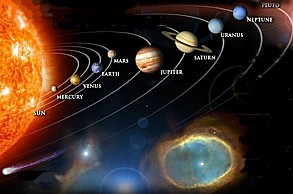 PLUTO
NEPTUNE
URANUS
SATURN
JUPITER
MARS
EARTH
VENUS
MERCURY
SUN